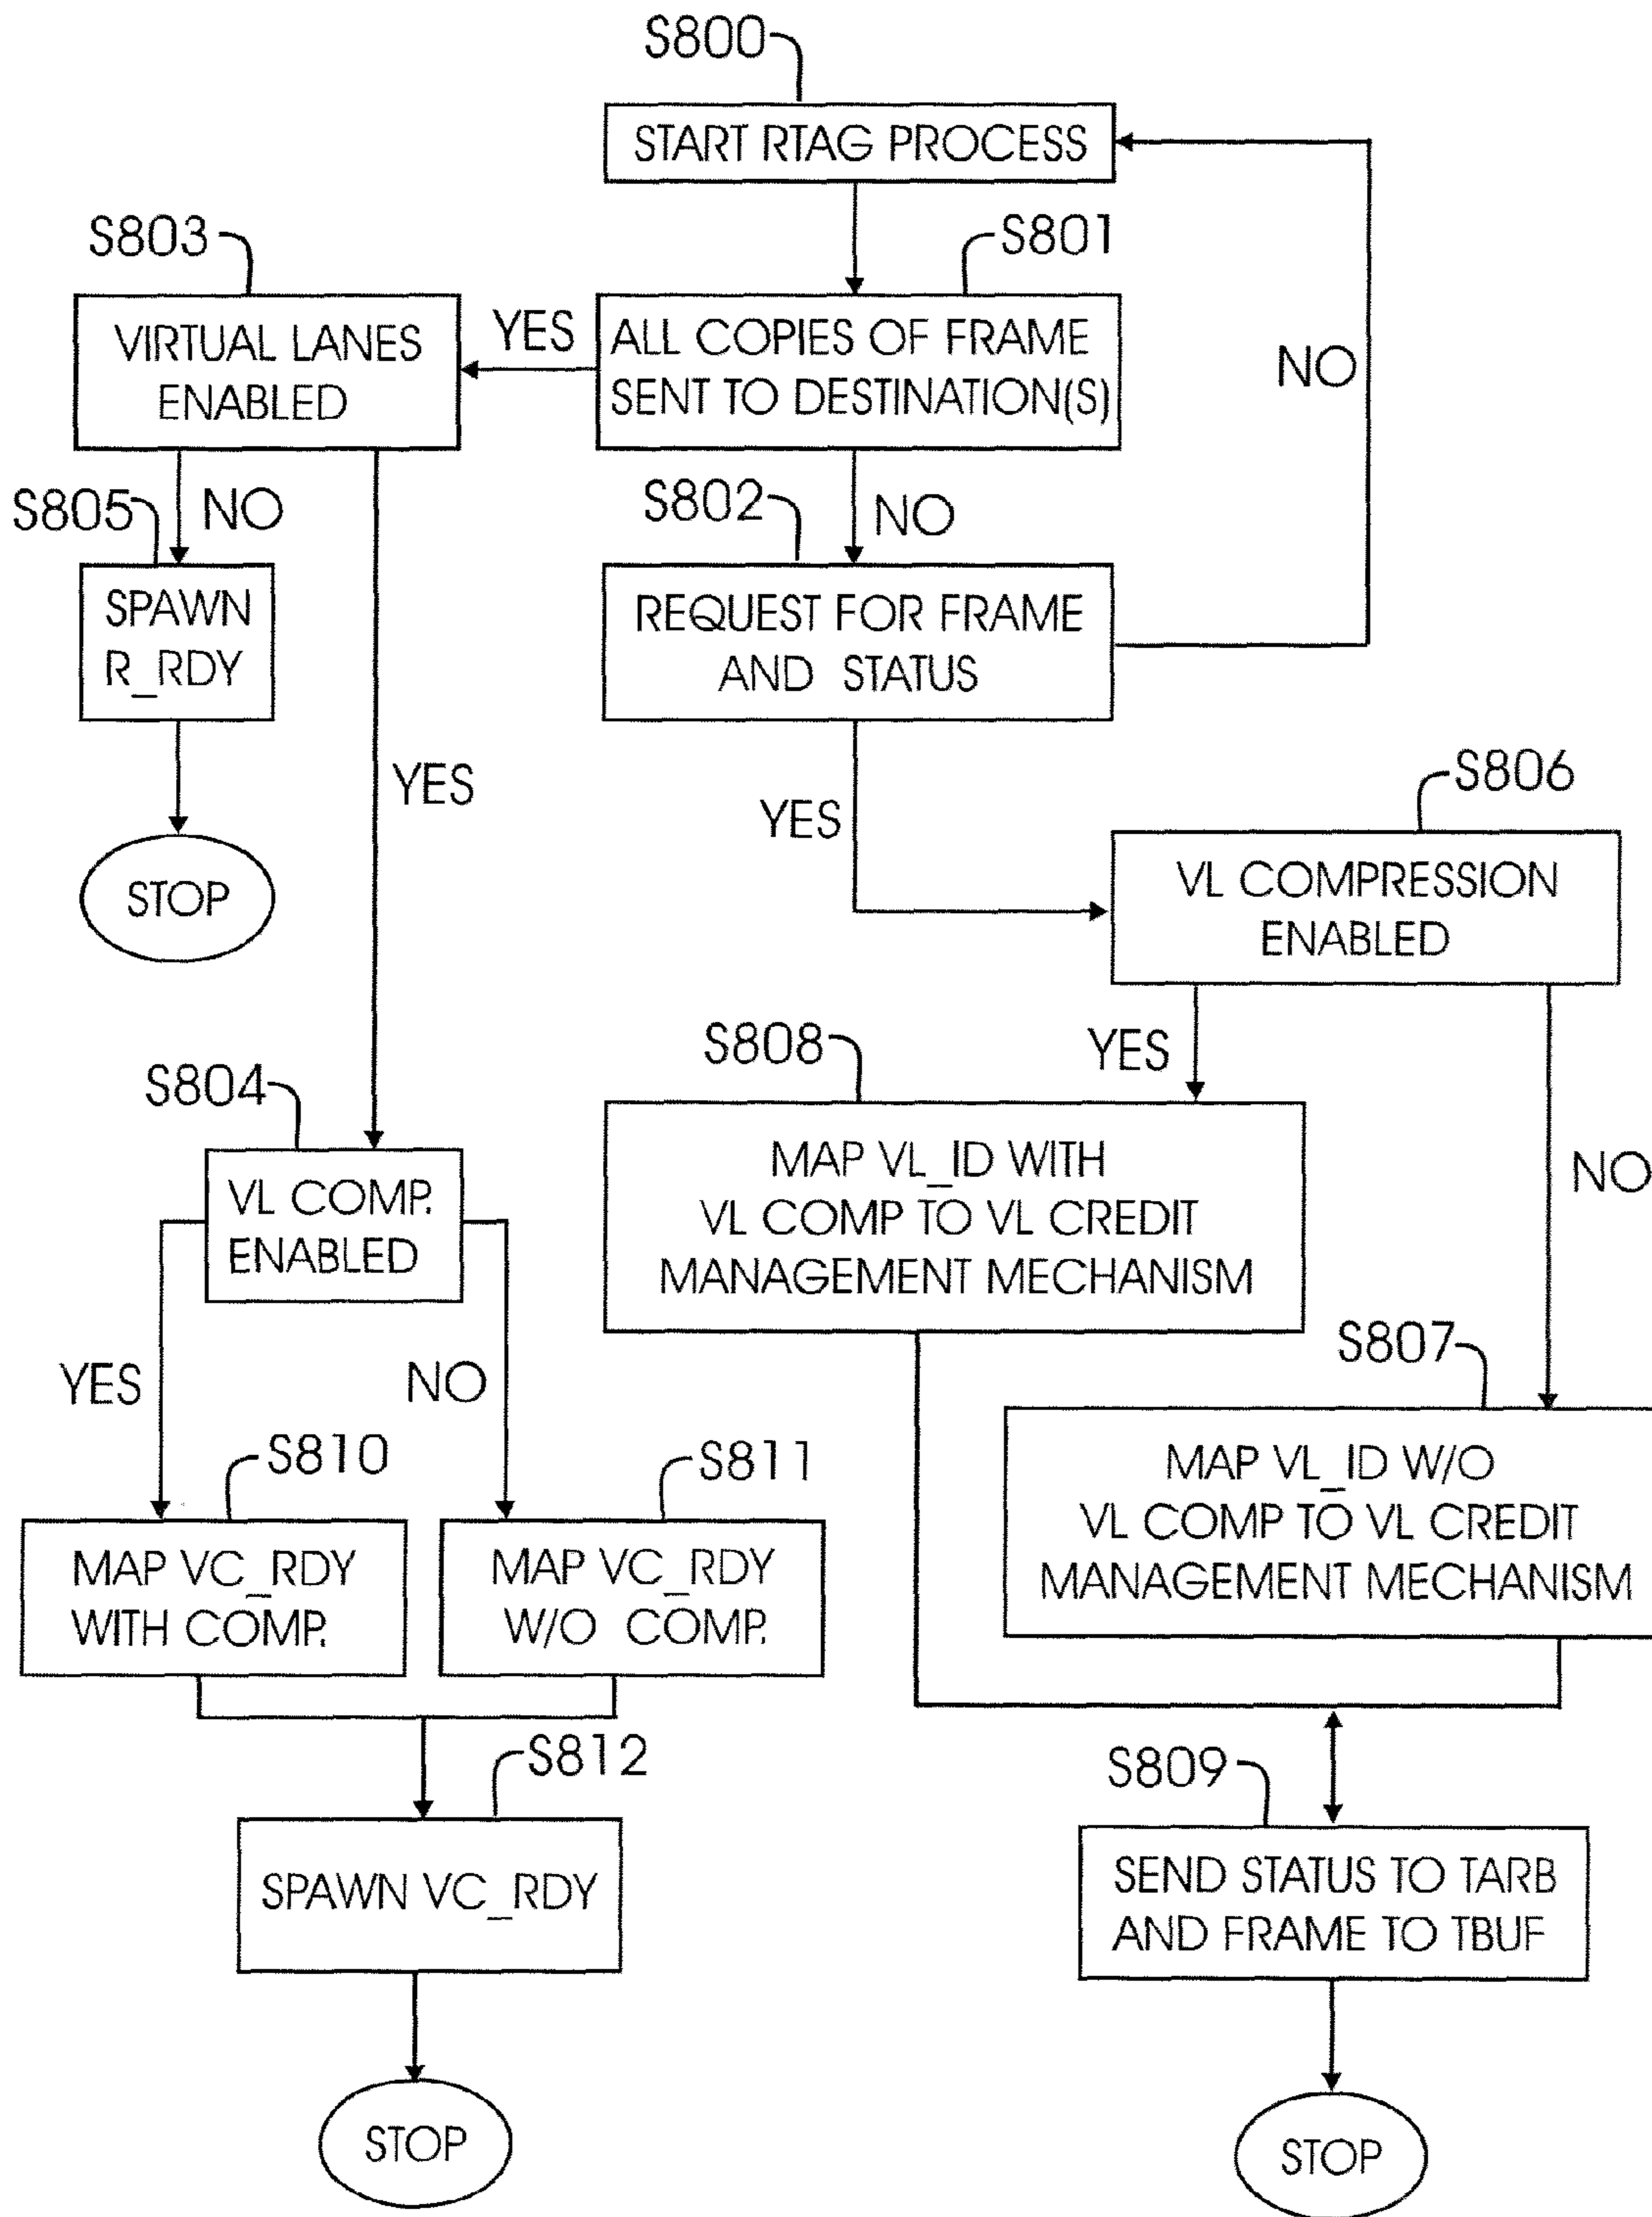 S800
START RTAG PROCESS
S803
S801
VIRTUAL LANES
ENABLED
YES
ALL COPIES OF FRAME
SENT TO DESTINATION(S)
NO
S805
NO
S802
NO
SPAWN
R_RDY
REQUEST FOR FRAME
AND STATUS
STOP
YES
YES
S806
VL COMPRESSION
ENABLED
S808
YES
S804
VL COMP.
ENABLED
MAP VL_ID WITH
VL COMP TO VL CREDIT
MANAGEMENT MECHANISM
NO
YES
NO
S807
S810
S811
MAP VC_RDY
WITH COMP.
MAP VC_RDY
W/O COMP.
MAP VL_ID W/O
VL COMP TO VL CREDIT
MANAGEMENT MECHANISM
S812
S809
SPAWN VC_RDY
SEND STATUS TO TARB
AND FRAME TO TBUF
STOP
STOP